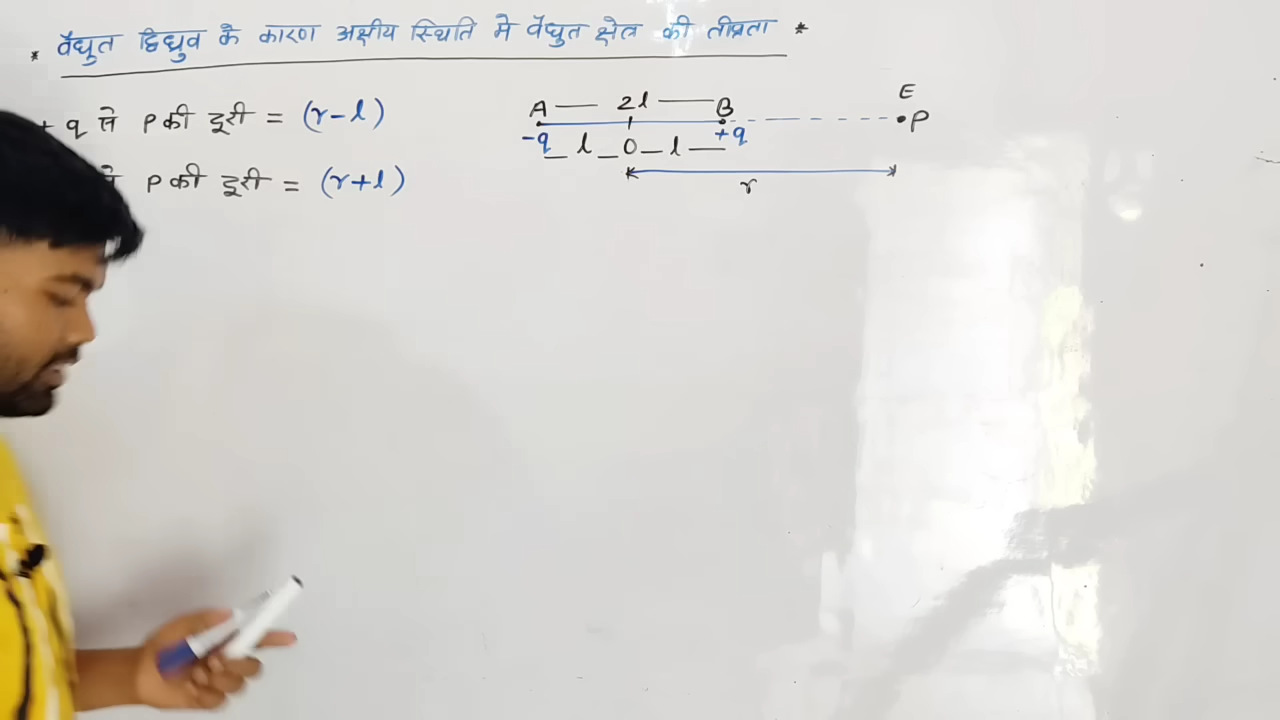 * वैद्युत द्विध्रुव के कारण अक्षीय स्थिति में वैद्युत क्षेत्र की तीव्रता *
+ q से P की दूरी = (r-l)
P की दूरी = (r+l)
A — 2l — B E
-q +q P
l O l
r